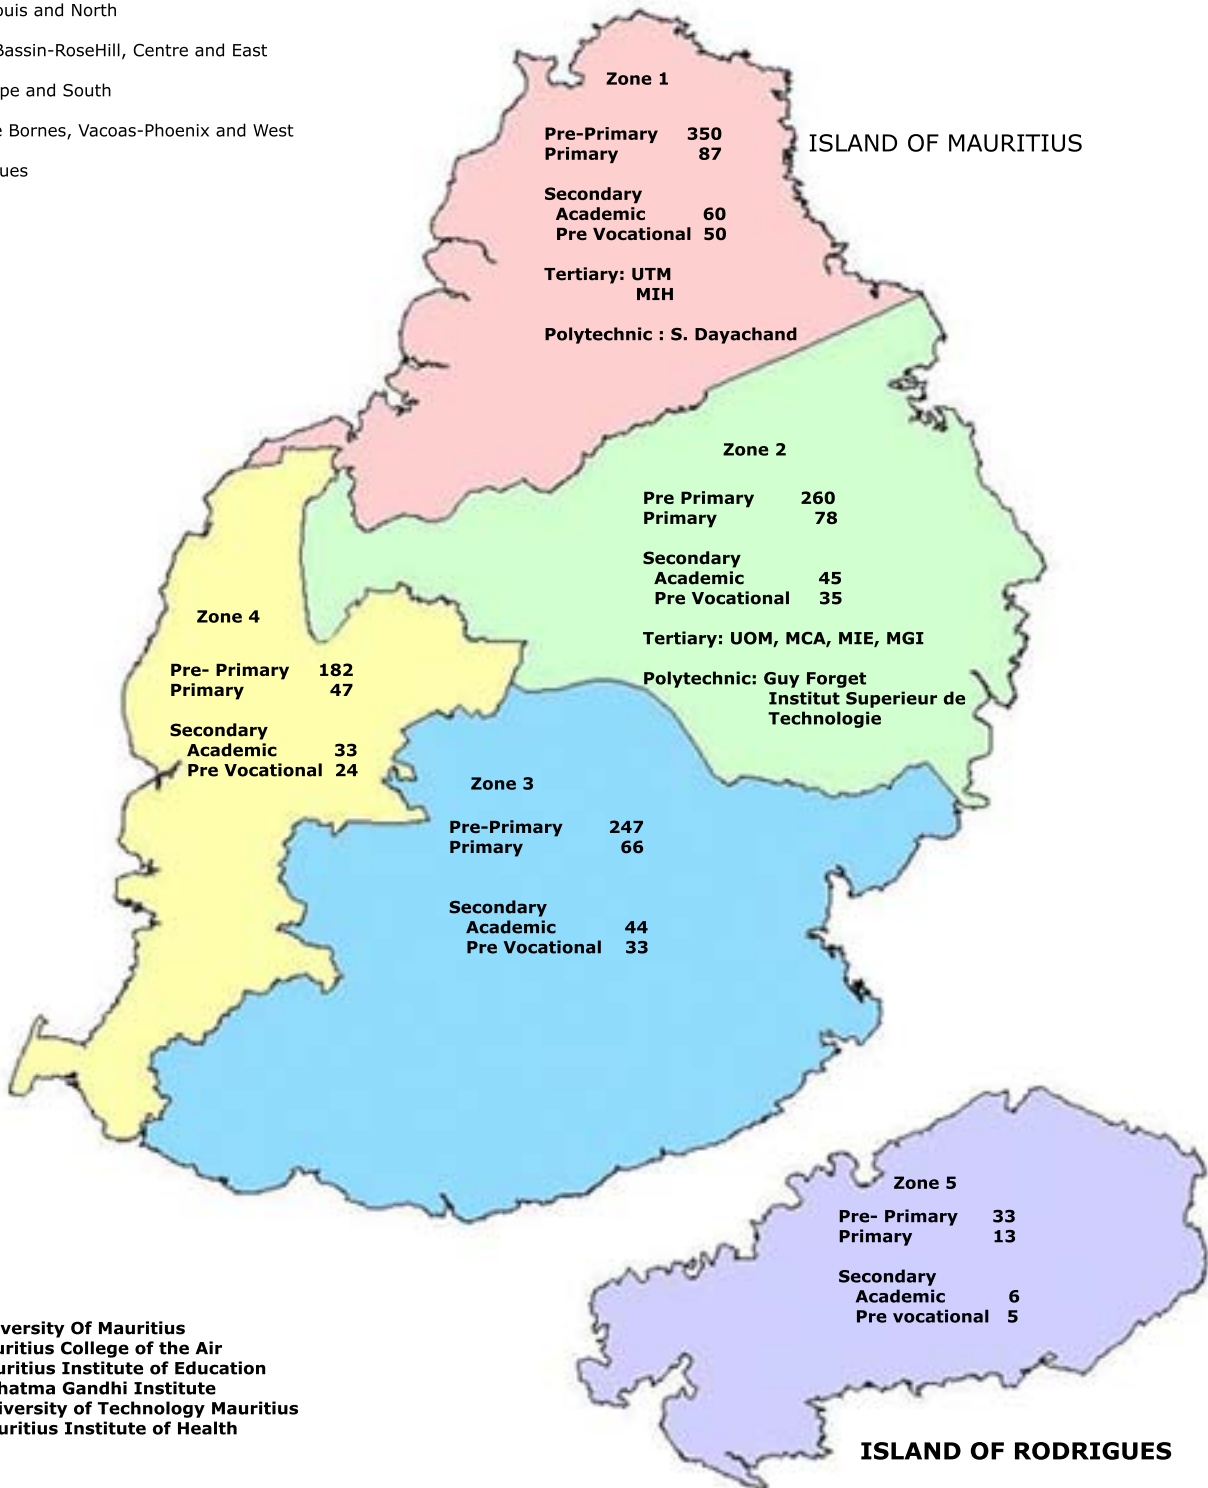 ouis and North
Bassin-RoseHill, Centre and East
pe and South
e Bornes, Vacoas-Phoenix and West
ues
ISLAND OF MAURITIUS
Zone 1
Pre-Primary 350
Primary 87
Secondary
Academic 60
Pre Vocational 50
Tertiary: UTM
MIH
Polytechnic : S. Dayachand
Zone 2
Pre Primary 260
Primary 78
Secondary
Academic 45
Pre Vocational 35
Tertiary: UOM, MCA, MIE, MGI
Polytechnic: Guy Forget
Institut Superieur de
Technologie
Zone 4
Pre- Primary 182
Primary 47
Secondary
Academic 33
Pre Vocational 24
Zone 3
Pre-Primary 247
Primary 66
Secondary
Academic 44
Pre Vocational 33
Zone 5
Pre- Primary 33
Primary 13
Secondary
Academic 6
Pre vocational 5
iversity Of Mauritius
uritius College of the Air
uritius Institute of Education
hatma Gandhi Institute
iversity of Technology Mauritius
uritius Institute of Health
ISLAND OF RODRIGUES